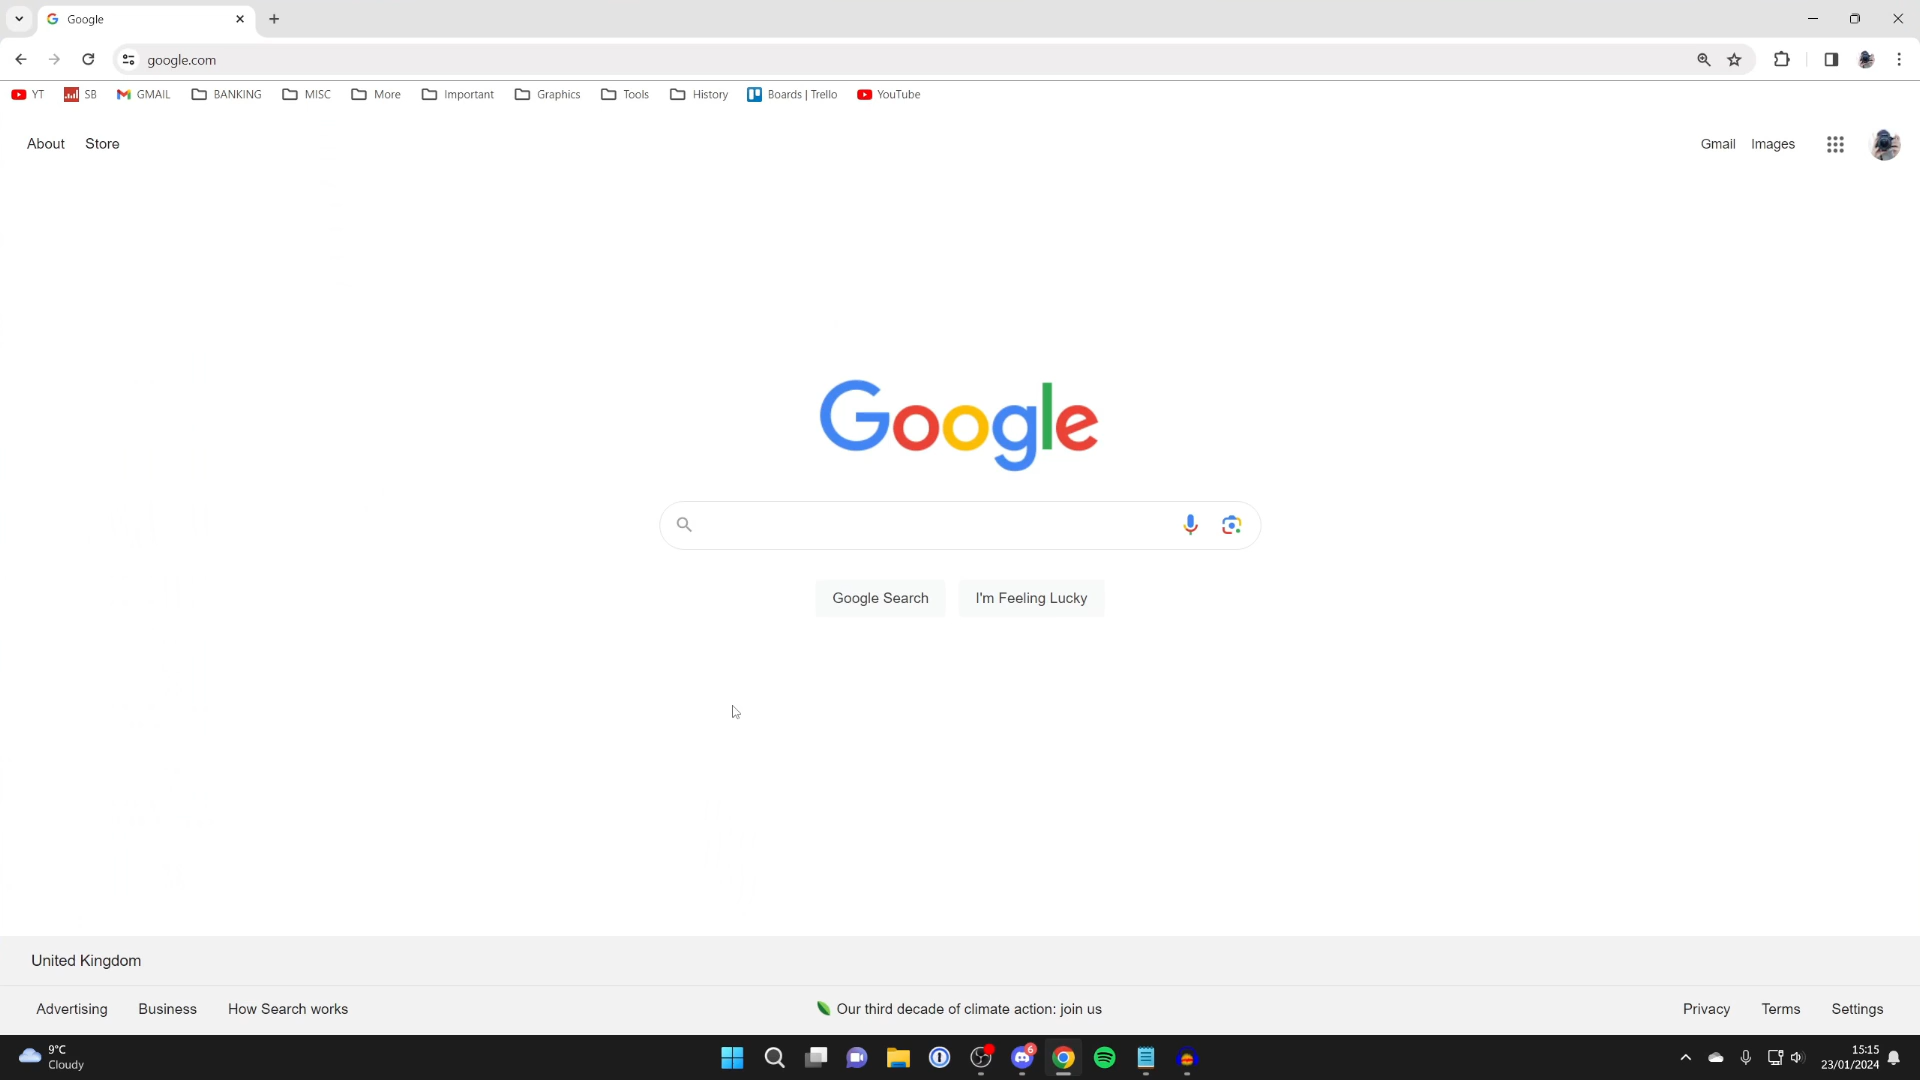 Google
google.com
YT SB GMAIL BANKING MISC More Important Graphics Tools History Boards | Trello YouTube
About Store Gmail Images
Google
Google Search I'm Feeling Lucky
United Kingdom
Advertising Business How Search works Our third decade of climate action: join us Privacy Terms Settings
9°C
Cloudy
6
15:15
23/01/2024